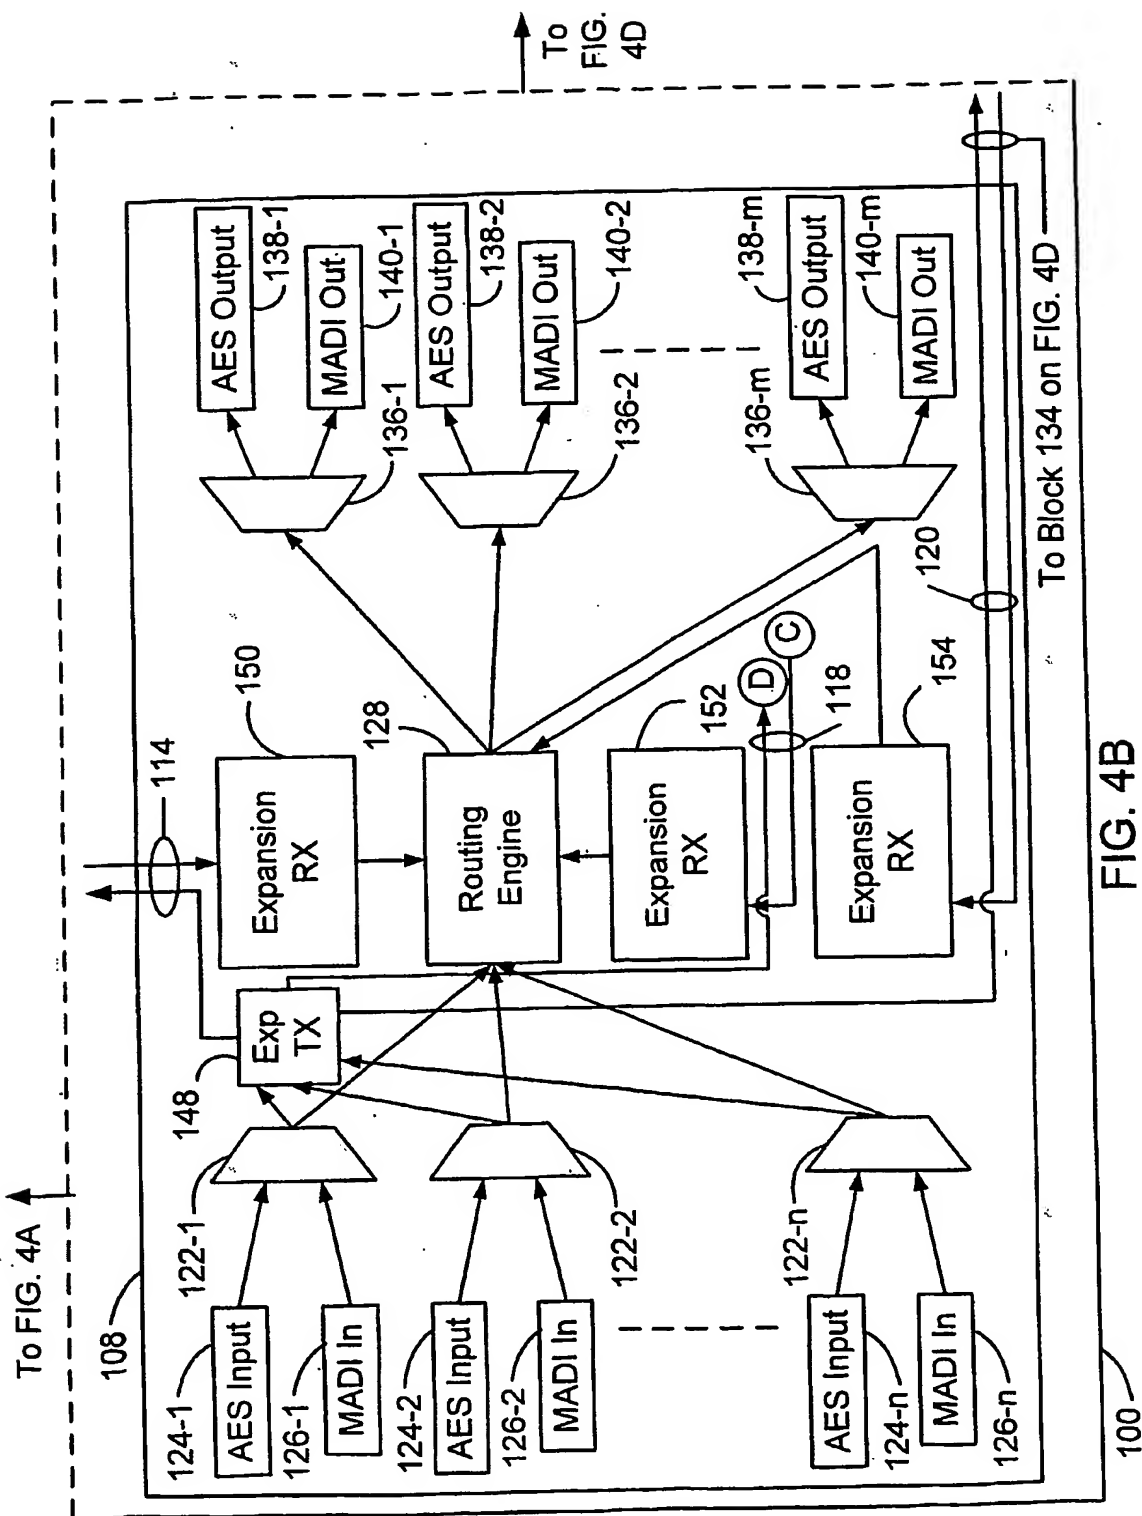 To FIG. 4A
To
FIG.
4D
108
114
124-1
AES Input
126-1
MADI In
122-1
148
Exp
TX
150
Expansion
RX
136-1
AES Output
138-1
MADI Out
140-1
124-2
AES Input
126-2
MADI In
122-2
128
Routing
Engine
136-2
AES Output
138-2
MADI Out
140-2
152
Expansion
RX
D
C
118
122-n
AES Input
124-n
MADI In
126-n
Expansion
RX
154
136-m
138-m
AES Output
140-m
MADI Out
120
To Block 134 on FIG. 4D
100
FIG. 4B